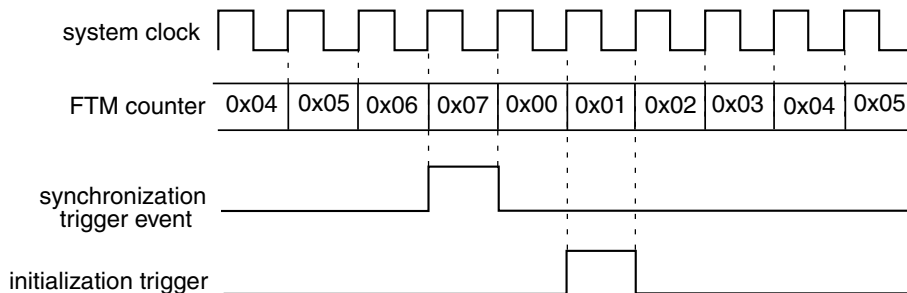 system clock
FTM counter 0x04 0x05 0x06 0x07 0x00 0x01 0x02 0x03 0x04 0x05
synchronization
trigger event
initialization trigger